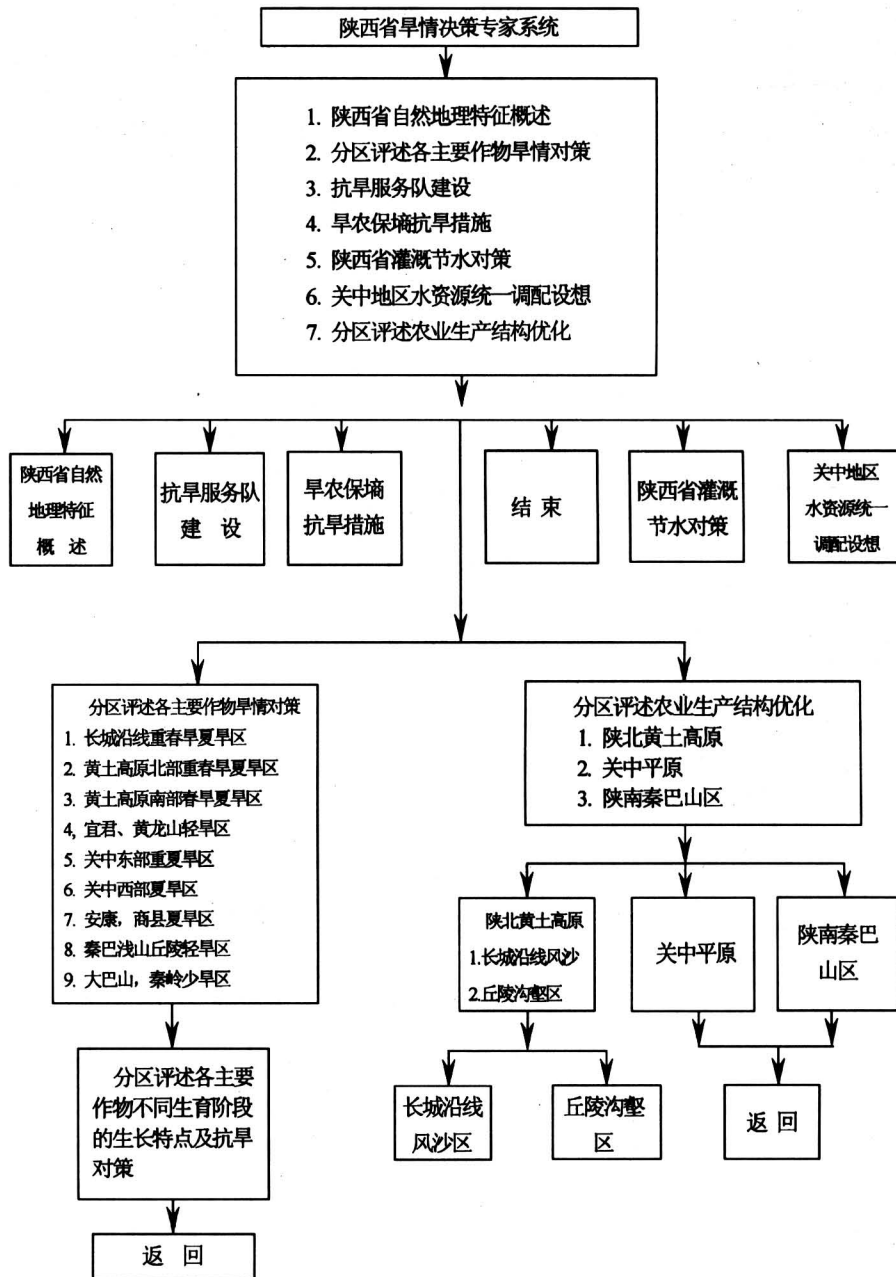 陕西省旱情决策专家系统
1. 陕西省自然地理特征概述
2. 分区评述各主要作物旱情对策
3. 抗旱服务队建设
4. 旱农保墒抗旱措施
5. 陕西省灌溉节水对策
6. 关中地区水资源统一调配设想
7. 分区评述农业生产结构优化
陕西省自然
地理特征
概 述
抗旱服务队
建 设
旱农保墒
抗旱措施
结 束
陕西省灌溉
节水对策
关中地区
水资源统一
调配设想
分区评述各主要作物旱情对策
1. 长城沿线重春旱夏旱区
2. 黄土高原北部重春旱夏旱区
3. 黄土高原南部春旱夏旱区
4, 宜君、黄龙山轻旱区
5. 关中东部重夏旱区
6. 关中西部夏旱区
7. 安康，商县夏旱区
8. 秦巴浅山丘陵轻旱区
9. 大巴山，秦岭少旱区
分区评述各主要
作物不同生育阶段
的生长特点及抗旱
对策
返 回
分区评述农业生产结构优化
1. 陕北黄土高原
2. 关中平原
3. 陕南秦巴山区
陕北黄土高原
1.长城沿线风沙
2.丘陵沟壑区
关中平原
陕南秦巴
山区
长城沿线
风沙区
丘陵沟壑
区
返 回